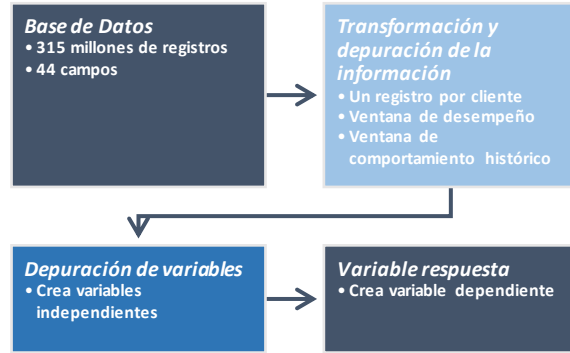 Base de Datos
• 315 millones de registros
• 44 campos
Transformación y
depuración de la
información
• Un registro por cliente
• Ventana de desempeño
• Ventana de
comportamiento histórico
Depuración de variables
• Crea variables
independientes
Variable respuesta
• Crea variable dependiente